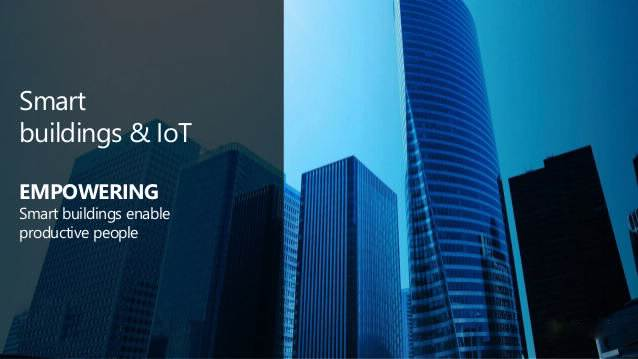 Smart
buildings & IoT
EMPOWERING
Smart buildings enable
productive people